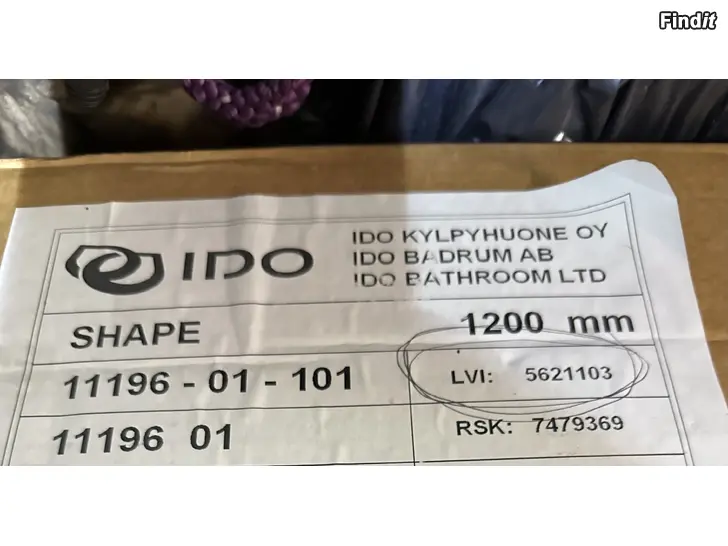 Findit
IDO
IDO KYLPYHUONE OY
IDO BADRUM AB
IDO BATHROOM LTD
SHAPE 1200 mm
11196 - 01 - 101 LVI: 5621103
11196 01 RSK: 7479369